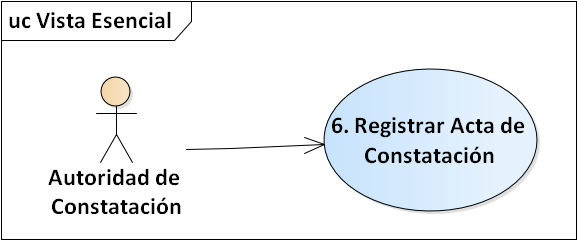 uc Vista Esencial
6. Registrar Acta de
Constatación
Autoridad de
Constatación